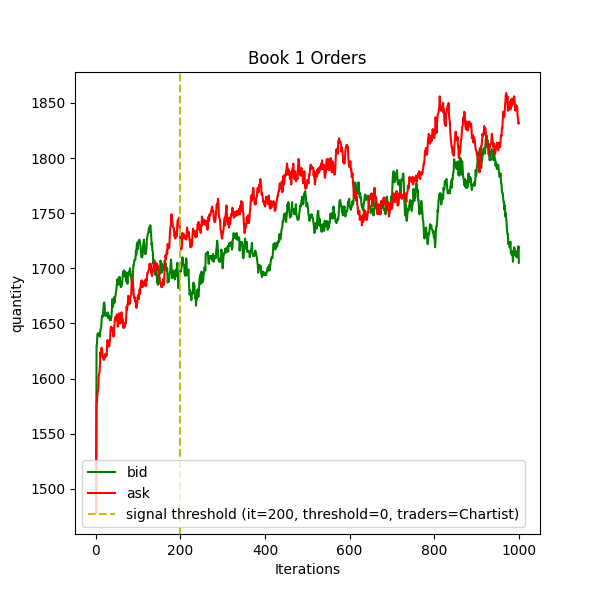 Book 1 Orders
quantity
1850
1800
1750
1700
1650
1600
1550
1500
bid
ask
signal threshold (it=200, threshold=0, traders=Chartist)
0 200 400 600 800 1000
Iterations